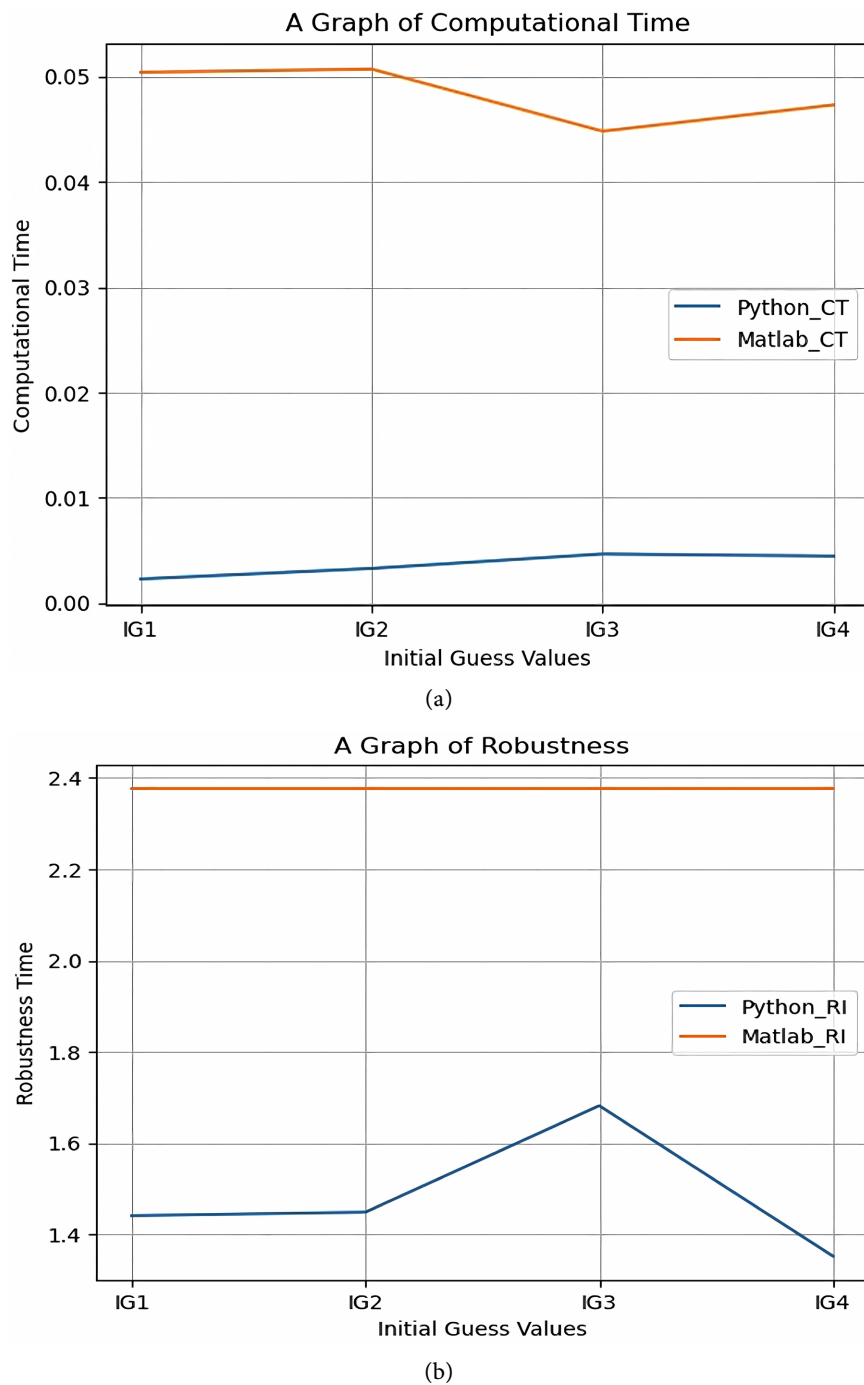 A Graph of Computational Time
0.05
0.04
0.03
0.02
0.01
0.00
Computational Time
Python_CT
Matlab_CT
IG1 IG2 IG3 IG4
Initial Guess Values
(a)
A Graph of Robustness
2.4
2.2
2.0
1.8
1.6
1.4
Robustness Time
Python_RI
Matlab_RI
IG1 IG2 IG3 IG4
Initial Guess Values
(b)